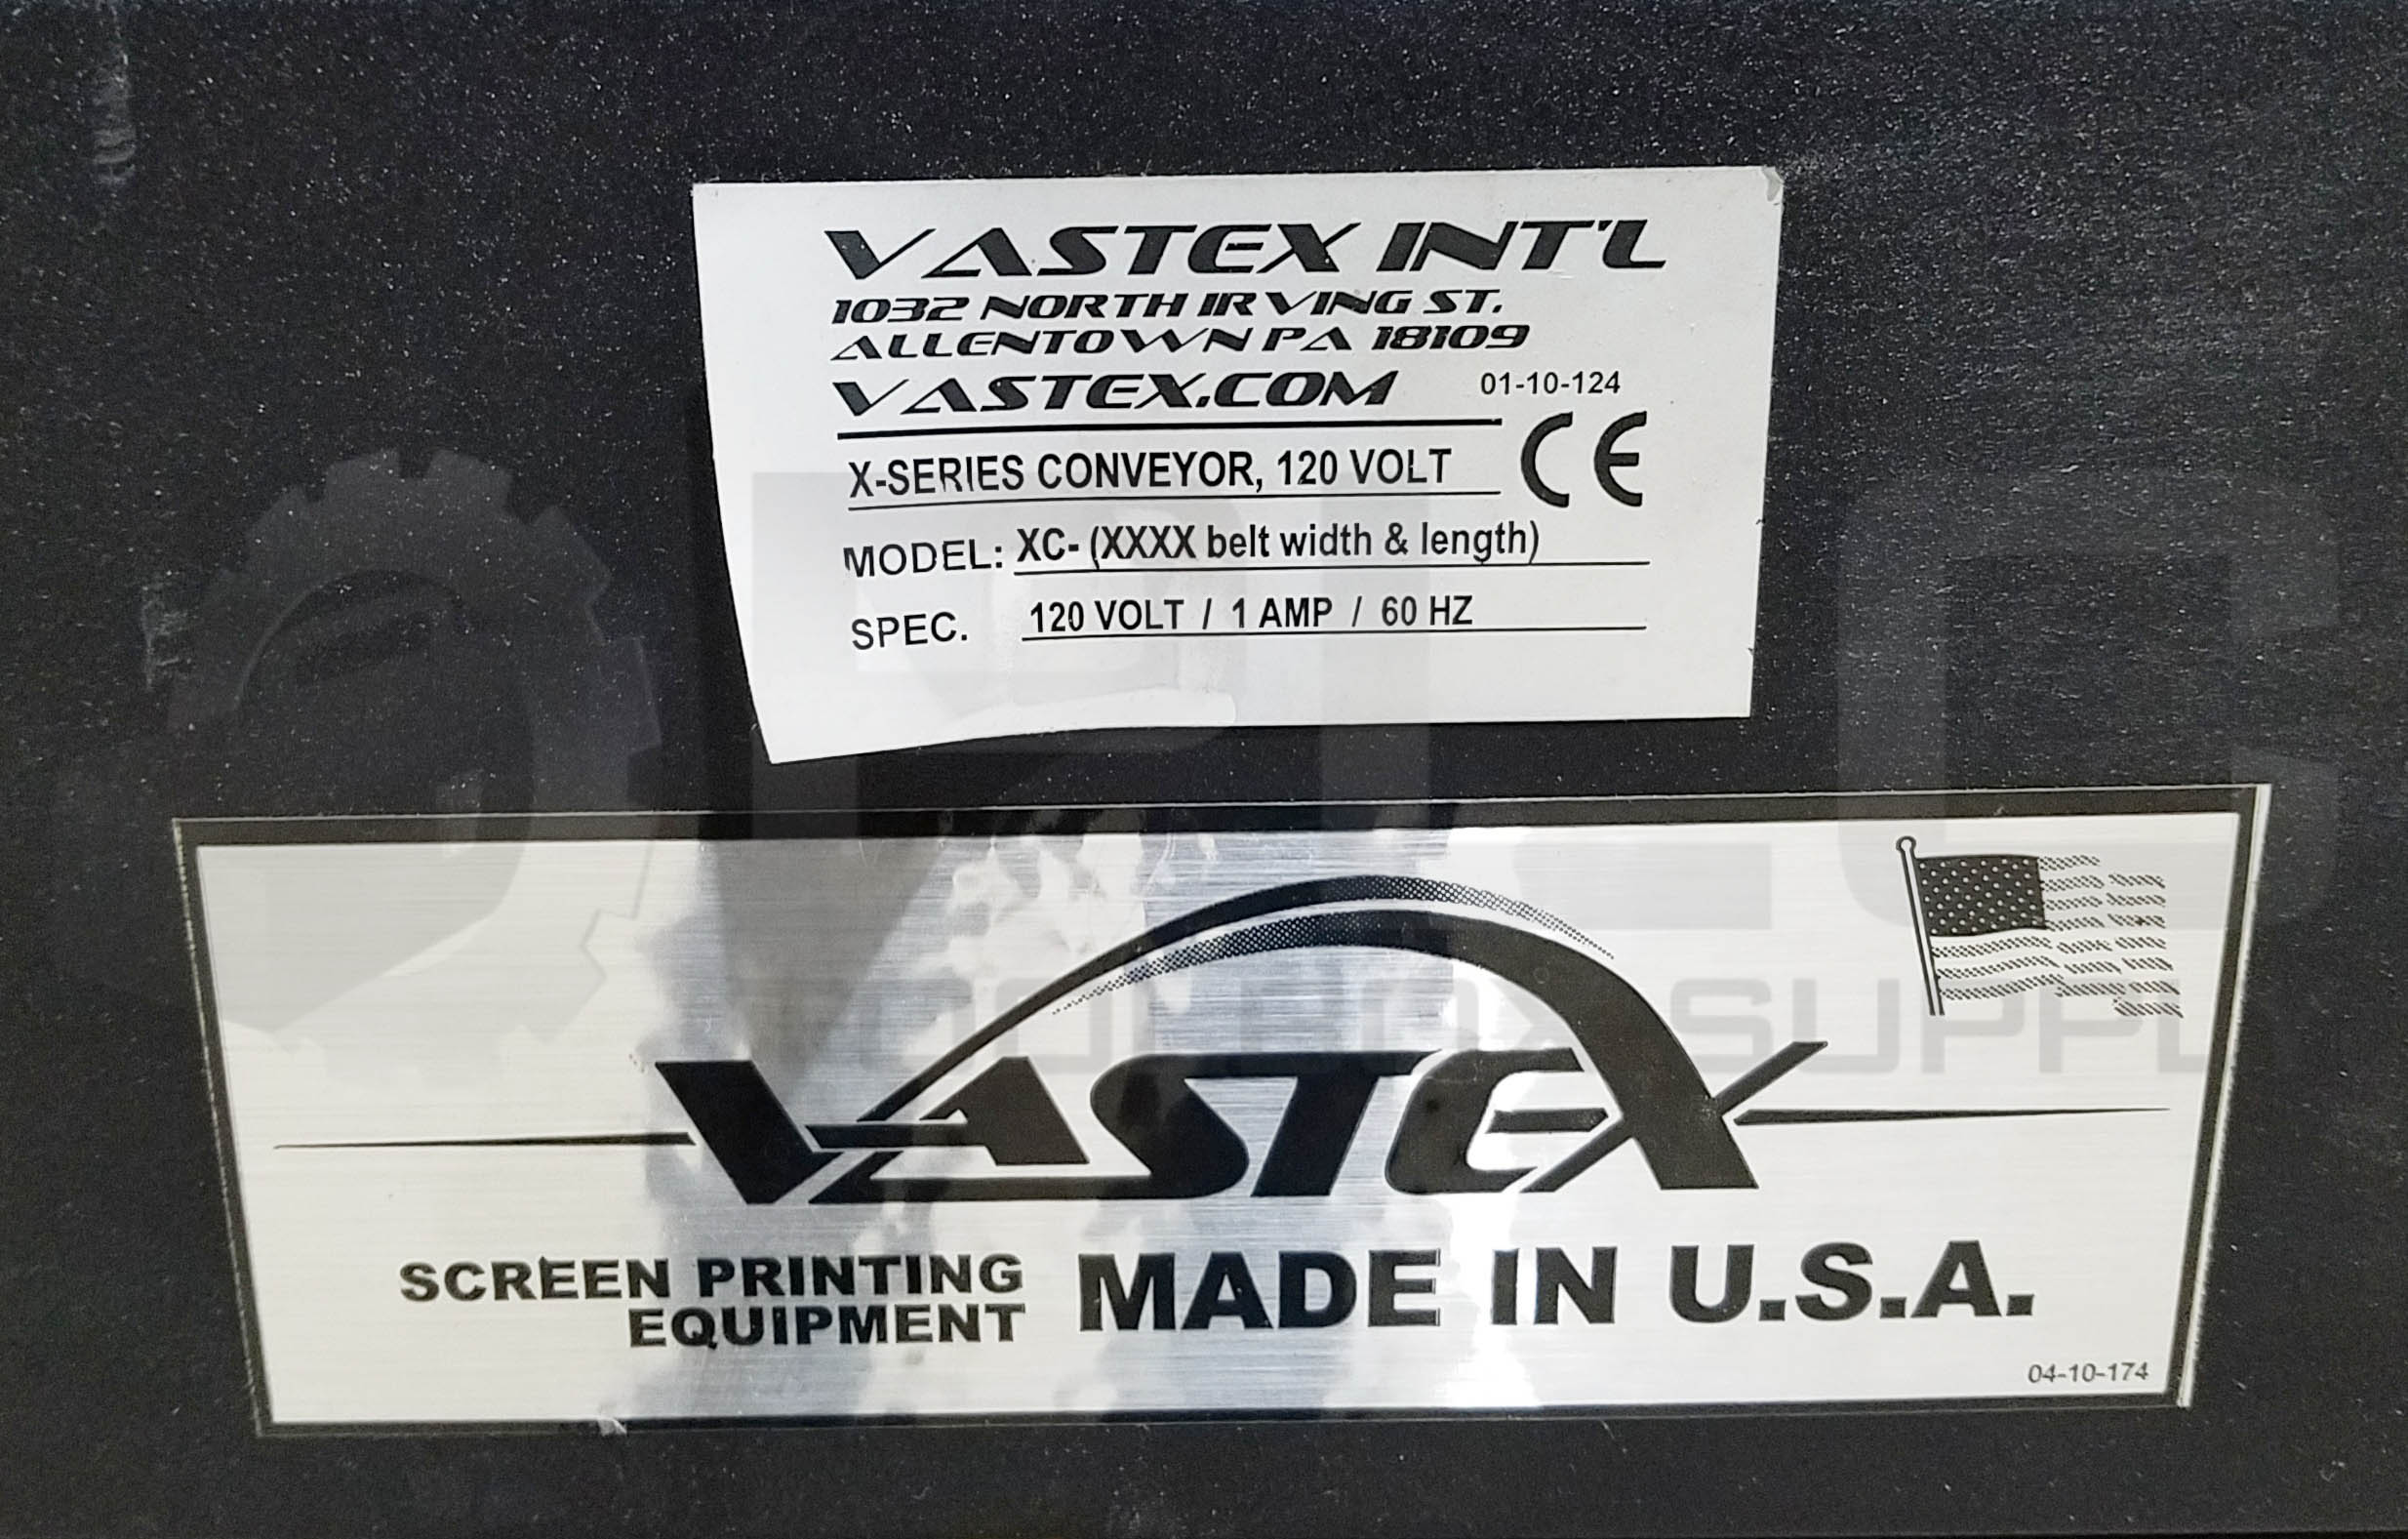 VASTEX INT'L
1032 NORTH IRVING ST.
ALLENTOWN PA 18109
VASTEX.COM 01-10-124
CE
X-SERIES CONVEYOR, 120 VOLT
MODEL: XC- (XXXX belt width & length)
SPEC. 120 VOLT / 1 AMP / 60 HZ
VASTEX
SCREEN PRINTING
EQUIPMENT
MADE IN U.S.A.
04-10-174